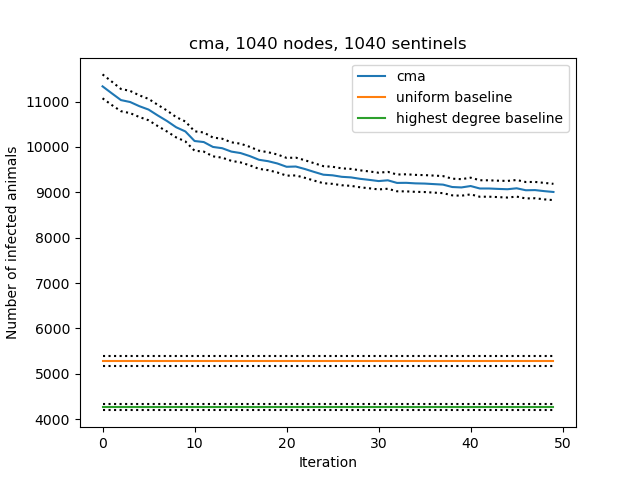 cma, 1040 nodes, 1040 sentinels
cma
uniform baseline
highest degree baseline
Number of infected animals
11000
10000
9000
8000
7000
6000
5000
4000
0 10 20 30 40 50
Iteration